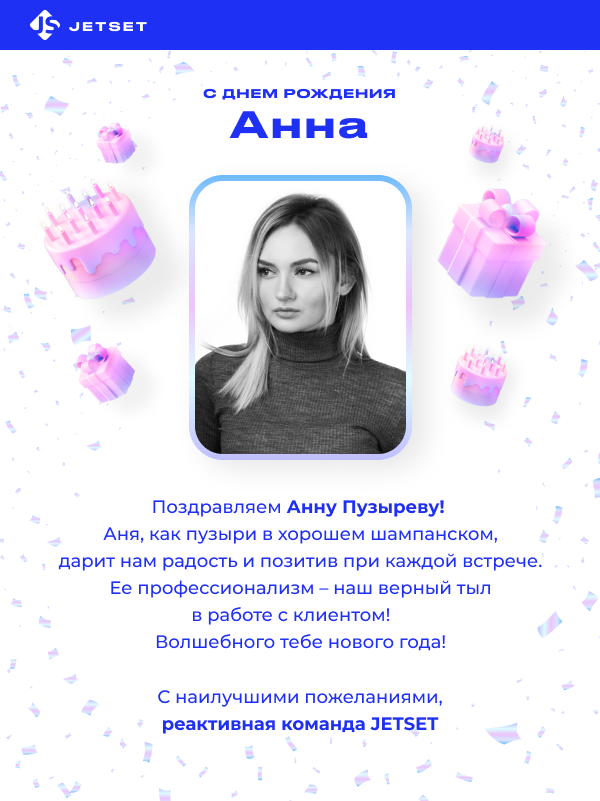 JS JETSET
С ДНЕМ РОЖДЕНИЯ
Анна
Поздравляем Анну Пузыреву!
Аня, как пузыри в хорошем шампанском,
дарит нам радость и позитив при каждой встрече.
Ее профессионализм – наш верный тыл
в работе с клиентом!
Волшебного тебе нового года!
С наилучшими пожеланиями,
реактивная команда JETSET